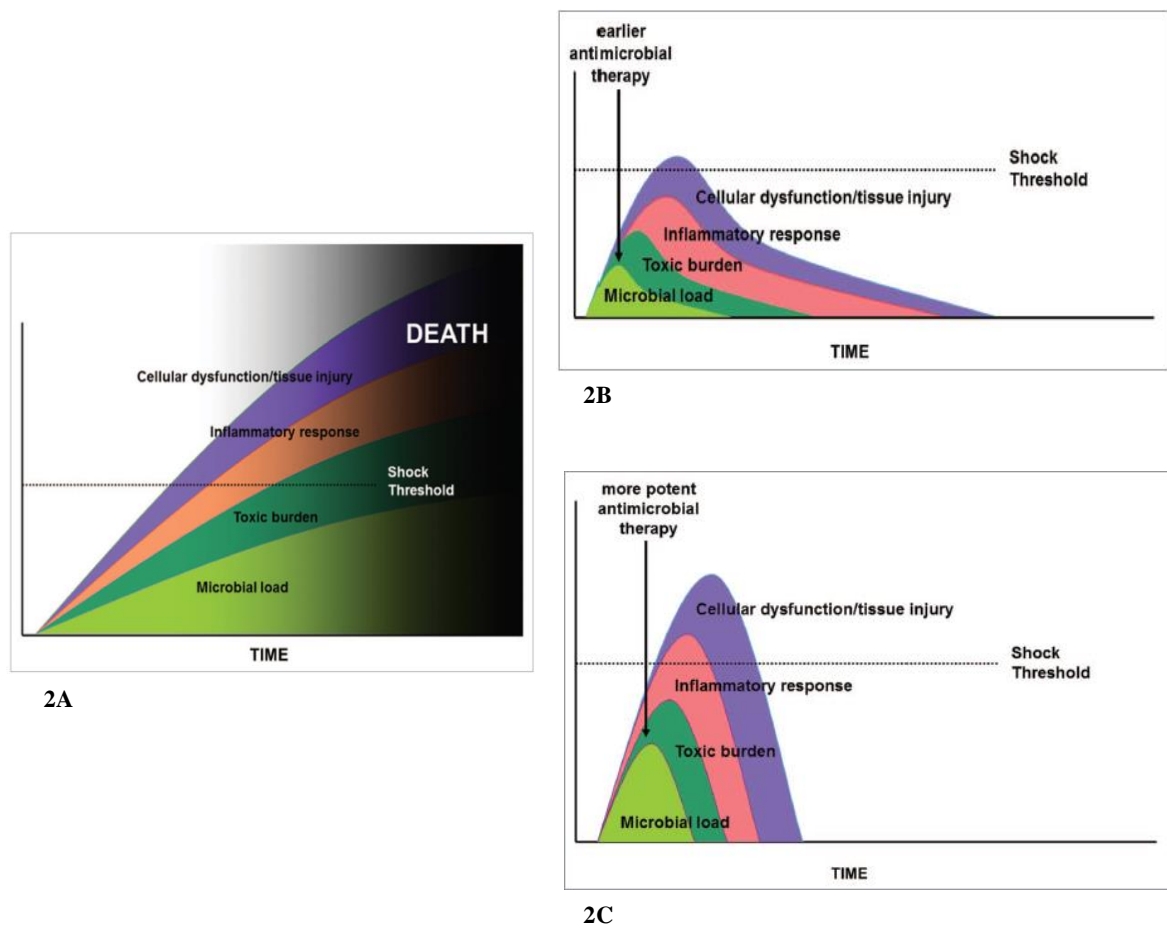 DEATH
Cellular dysfunction/tissue injury
Inflammatory response
Shock
Threshold
Toxic burden
Microbial load
TIME
2A
earlier
antimicrobial
therapy
Shock
Threshold
Cellular dysfunction/tissue injury
Inflammatory response
Toxic burden
Microbial load
TIME
2B
more potent
antimicrobial
therapy
Cellular dysfunction/tissue injury
Shock
Threshold
Inflammatory response
Toxic burden
Microbial load
TIME
2C